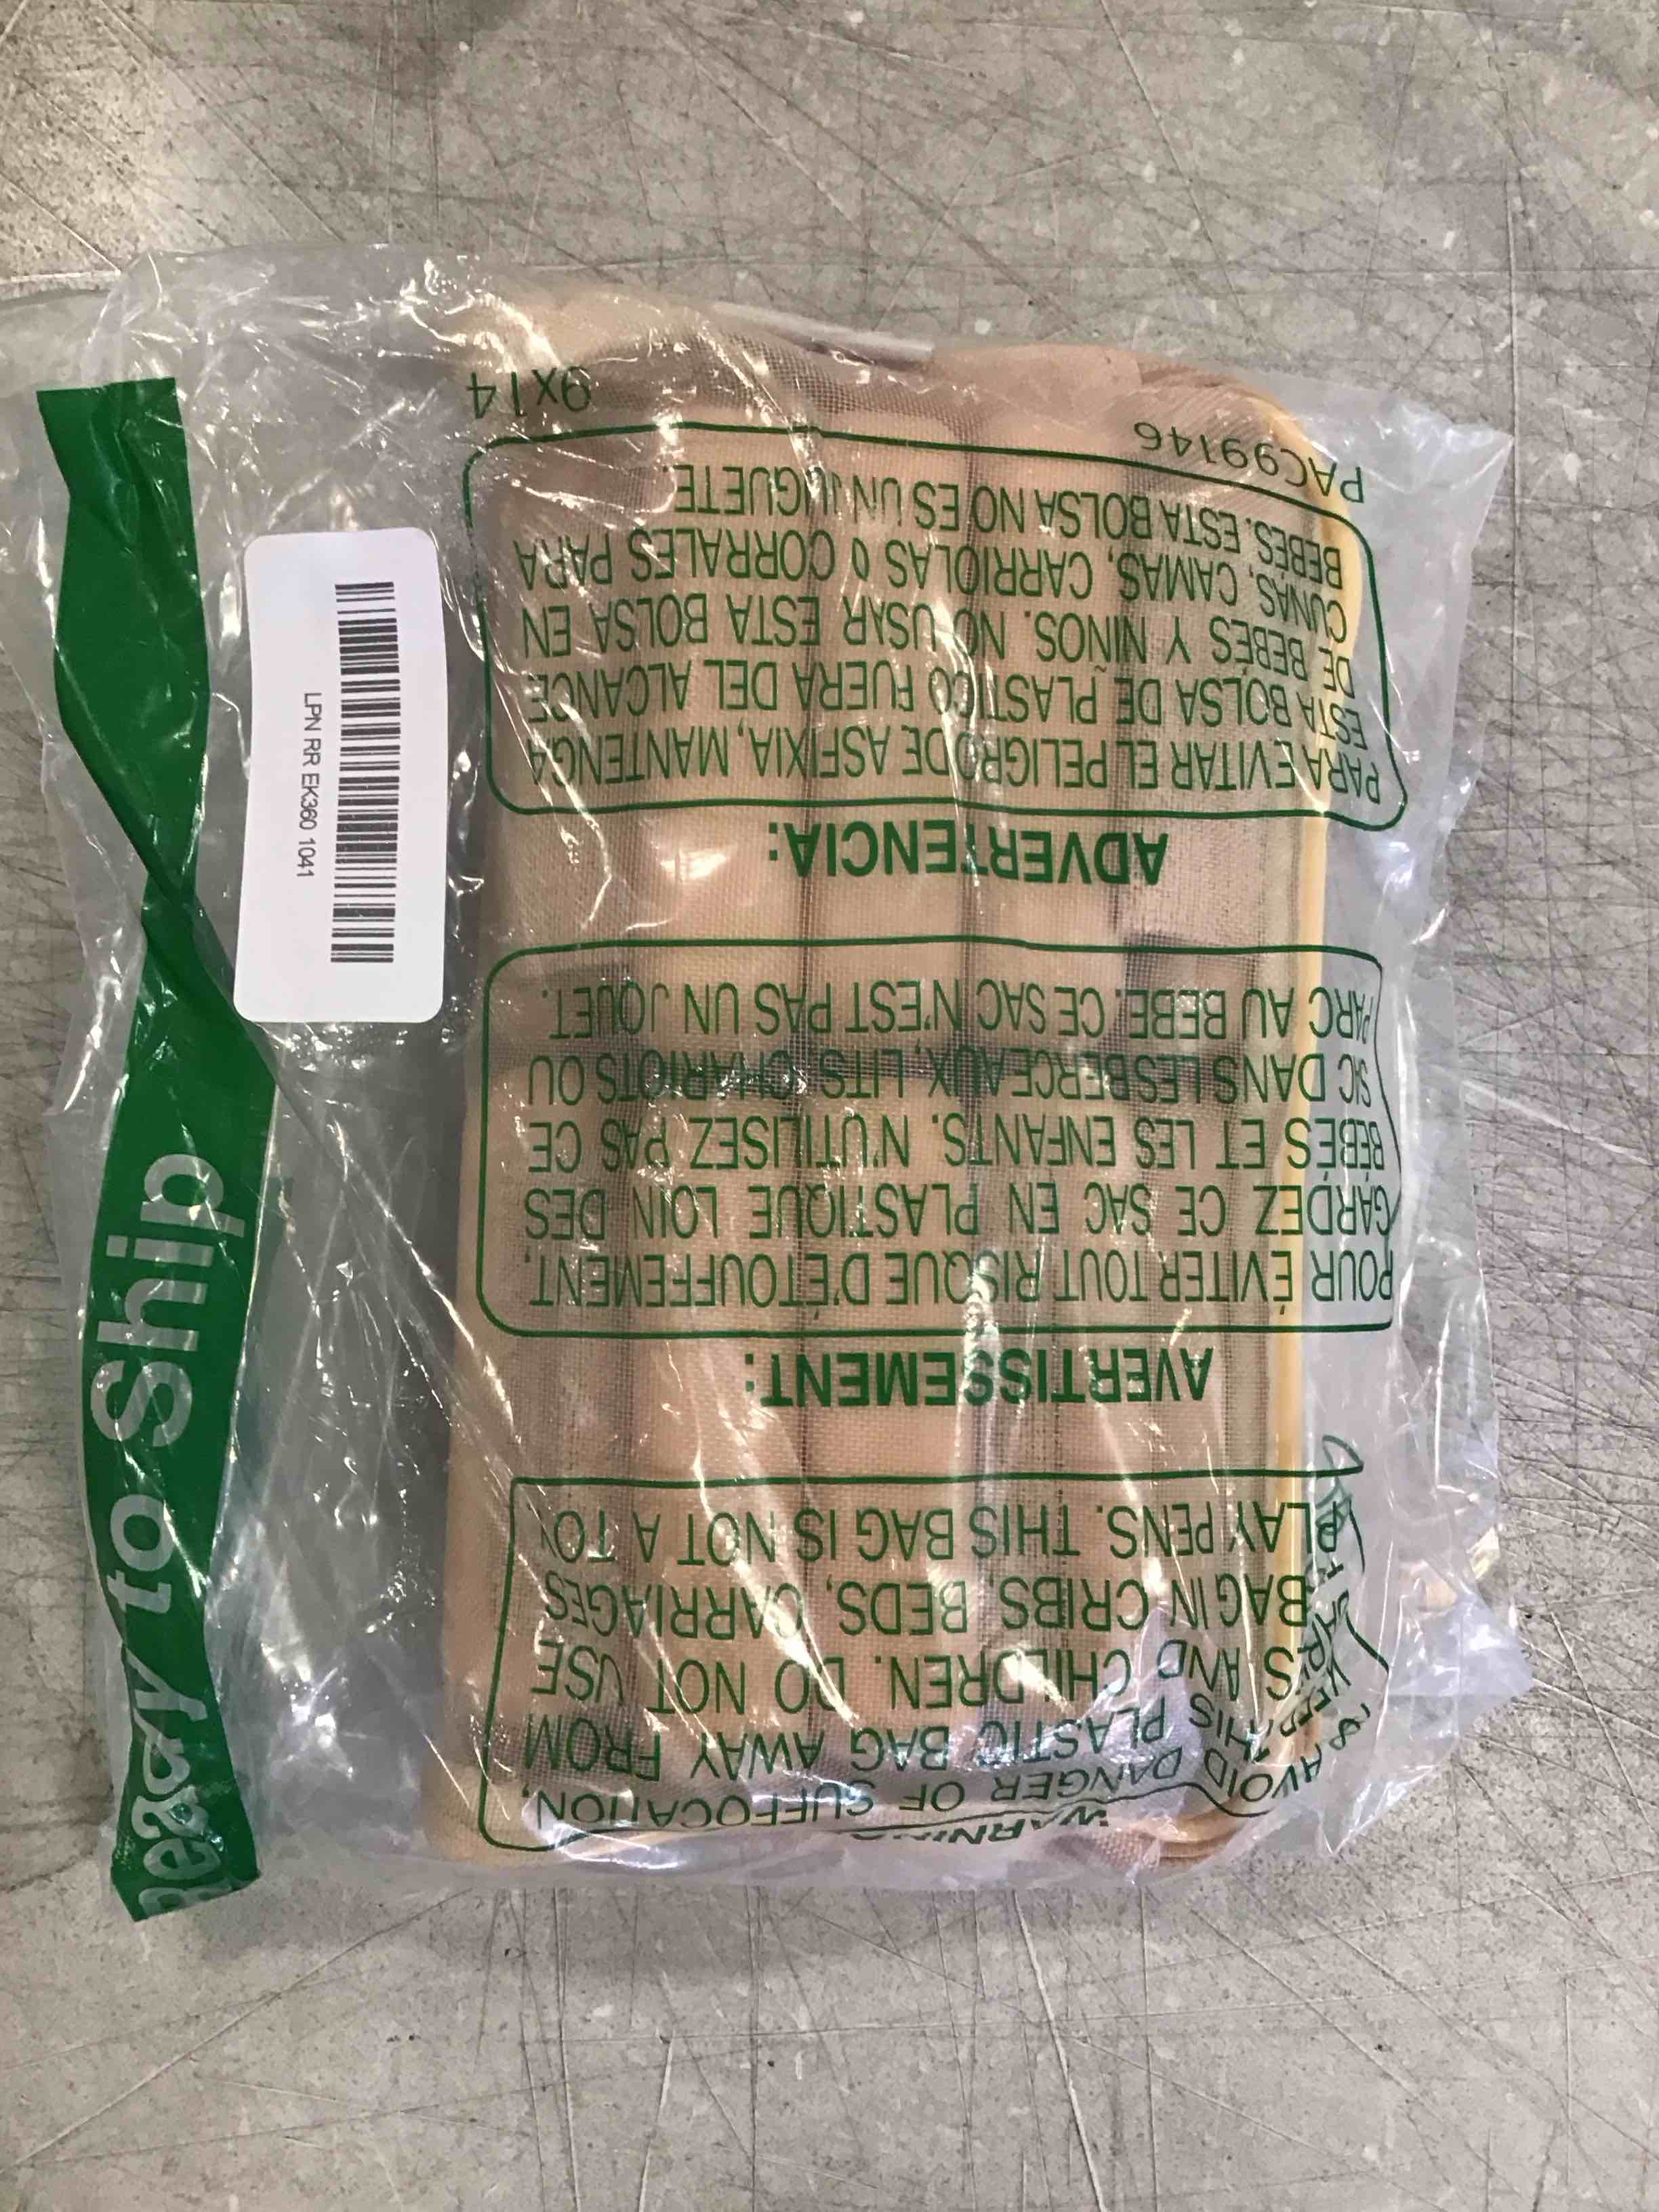 WARNING
AVOID DANGER OF SUFFOCATION,
KEEP THIS PLASTIC BAG AWAY FROM
AND CHILDREN. DO NOT USE
BAG IN CRIBS, BEDS, CARRIAGES
PLAY PENS. THIS BAG IS NOT A TOY
AVERTISSEMENT:
POUR ÉVITER TOUT RISQUE D'ÉTOUFFEMENT,
GARDEZ CE SAC EN PLASTIQUE LOIN DES
BÉBÉS ET LES ENFANTS. N'UTILISEZ PAS CE
SIC DANS LES BERCEAUX, LITS, CHARIOTS OU
PARC AU BEBE. CE SAC N'EST PAS UN JOUET.
ADVERTENCIA:
PARA EVITAR EL PELIGRO DE ASFIXIA, MANTENGA
ESTA BOLSA DE PLASTICO FUERA DEL ALCANCE
DE BEBÉS Y NIÑOS. NO USAR ESTA BOLSA EN
CUNAS, CAMAS, CARRIOLAS O CORRALES PARA
BEBES. ESTA BOLSA NO ES UN JUGUETE.
PAC99146
9x14
LPN RR EK360 1041
Ready to Ship